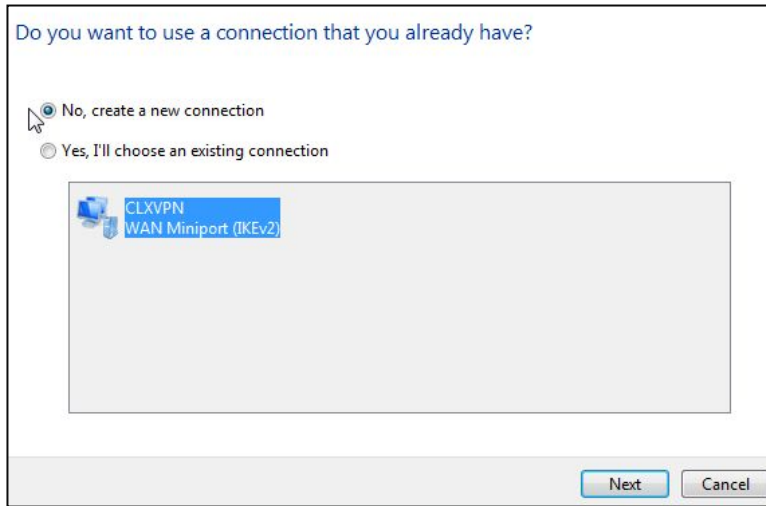 Do you want to use a connection that you already have?
No, create a new connection
Yes, I'll choose an existing connection
CLXVPN
WAN Miniport (IKEv2)
Next Cancel